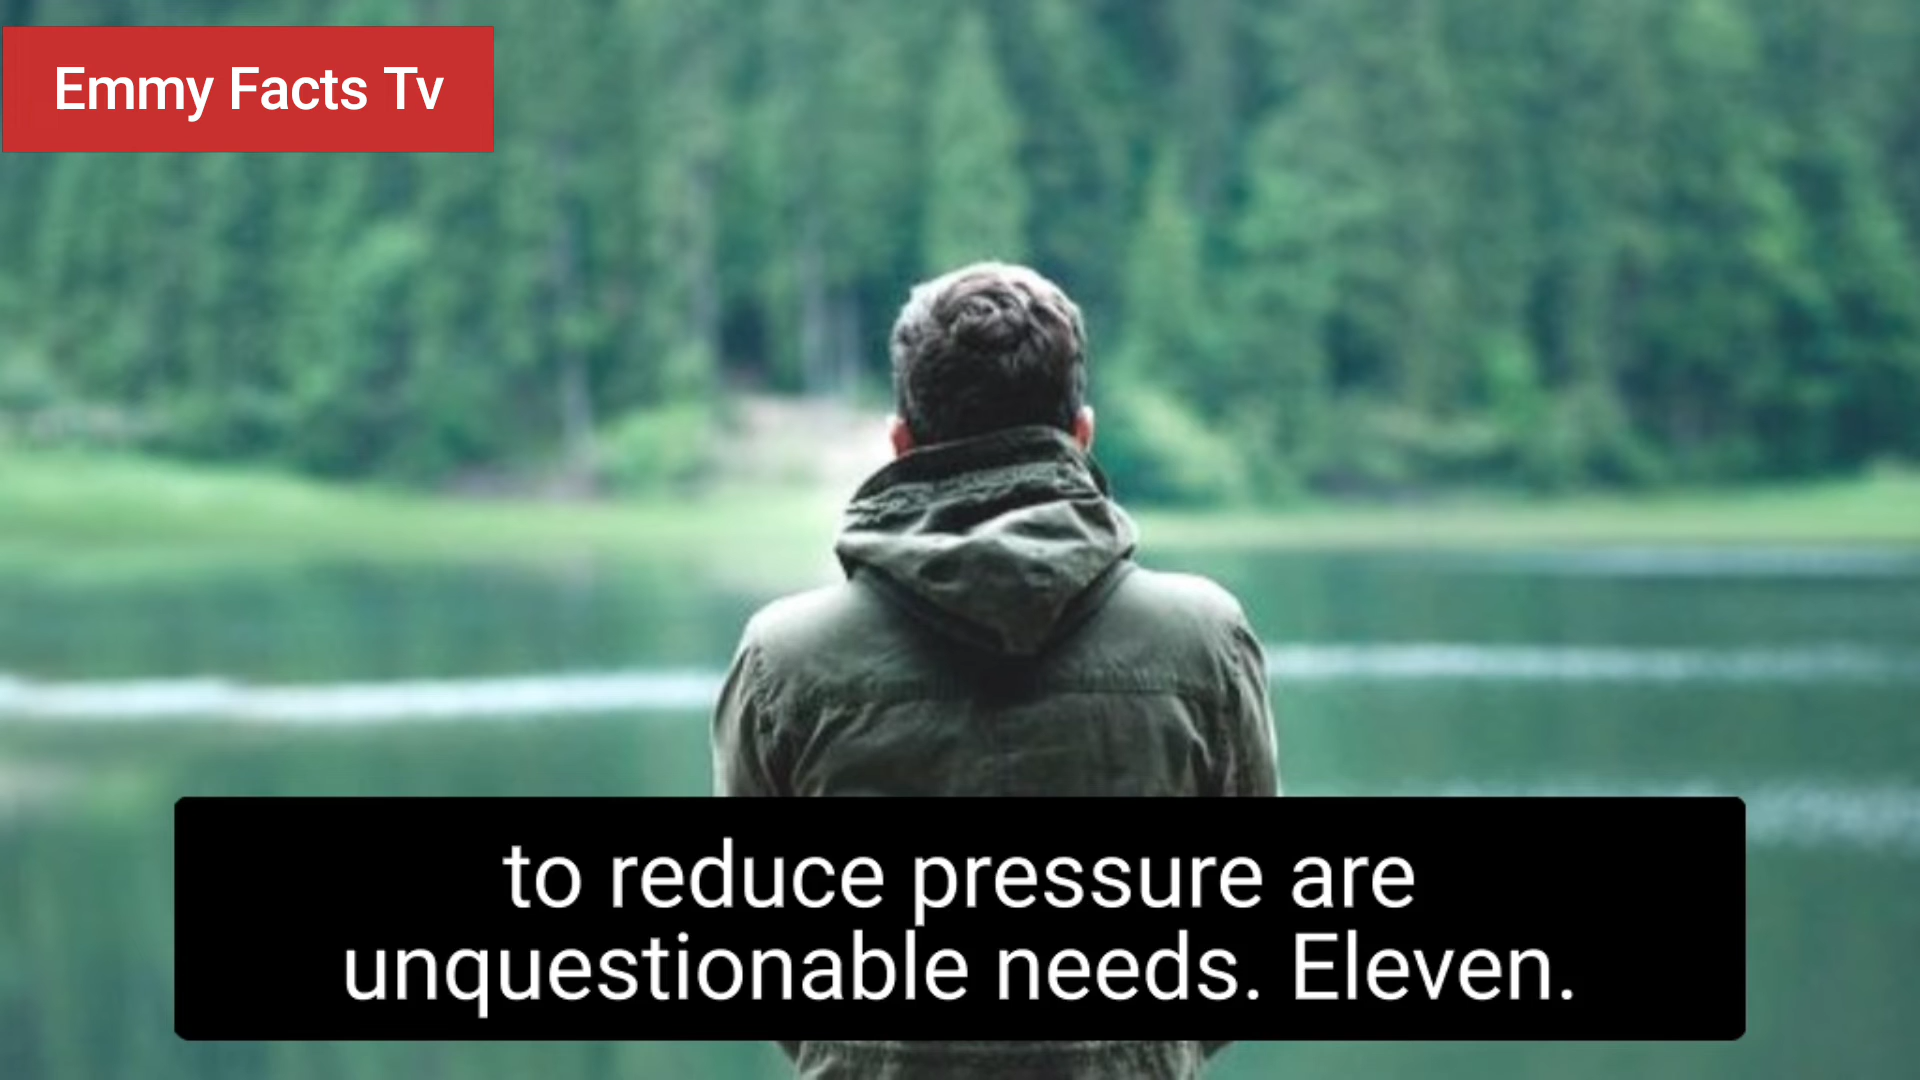 Emmy Facts Tv
to reduce pressure are
unquestionable needs. Eleven.